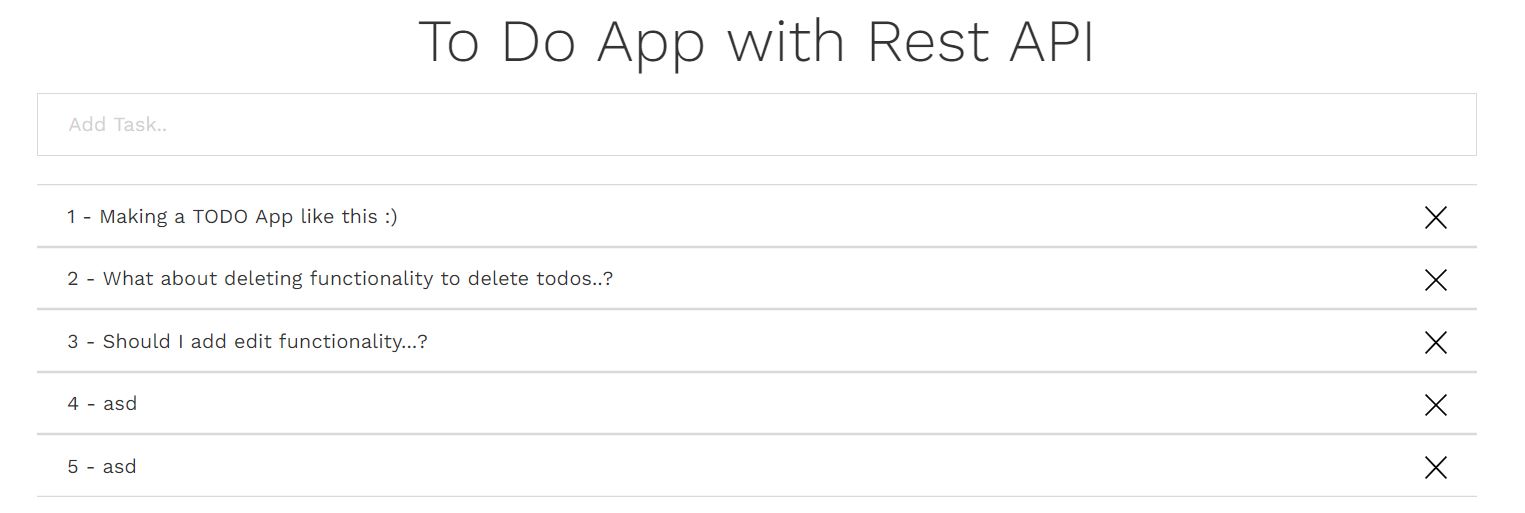 To Do App with Rest API
Add Task..
1 - Making a TODO App like this :)
2 - What about deleting functionality to delete todos..?
3 - Should I add edit functionality...?
4 - asd
5 - asd